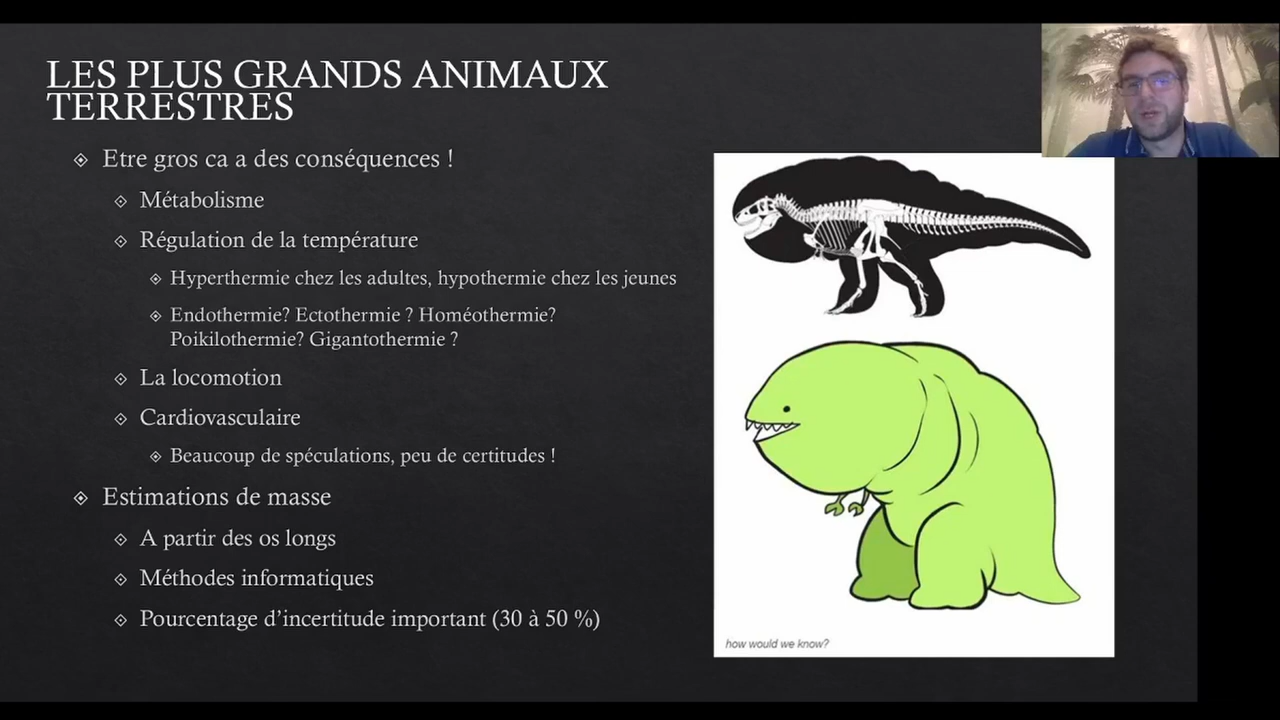 LES PLUS GRANDS ANIMAUX
TERRESTRES
Etre gros ca a des conséquences !
Métabolisme
Régulation de la température
Hyperthermie chez les adultes, hypothermie chez les jeunes
Endothermie? Ectothermie ? Homéothermie?
Poikilothermie? Gigantothermie ?
La locomotion
Cardiovasculaire
Beaucoup de spéculations, peu de certitudes !
Estimations de masse
A partir des os longs
Méthodes informatiques
Pourcentage d'incertitude important (30 à 50 %)
how would we know?